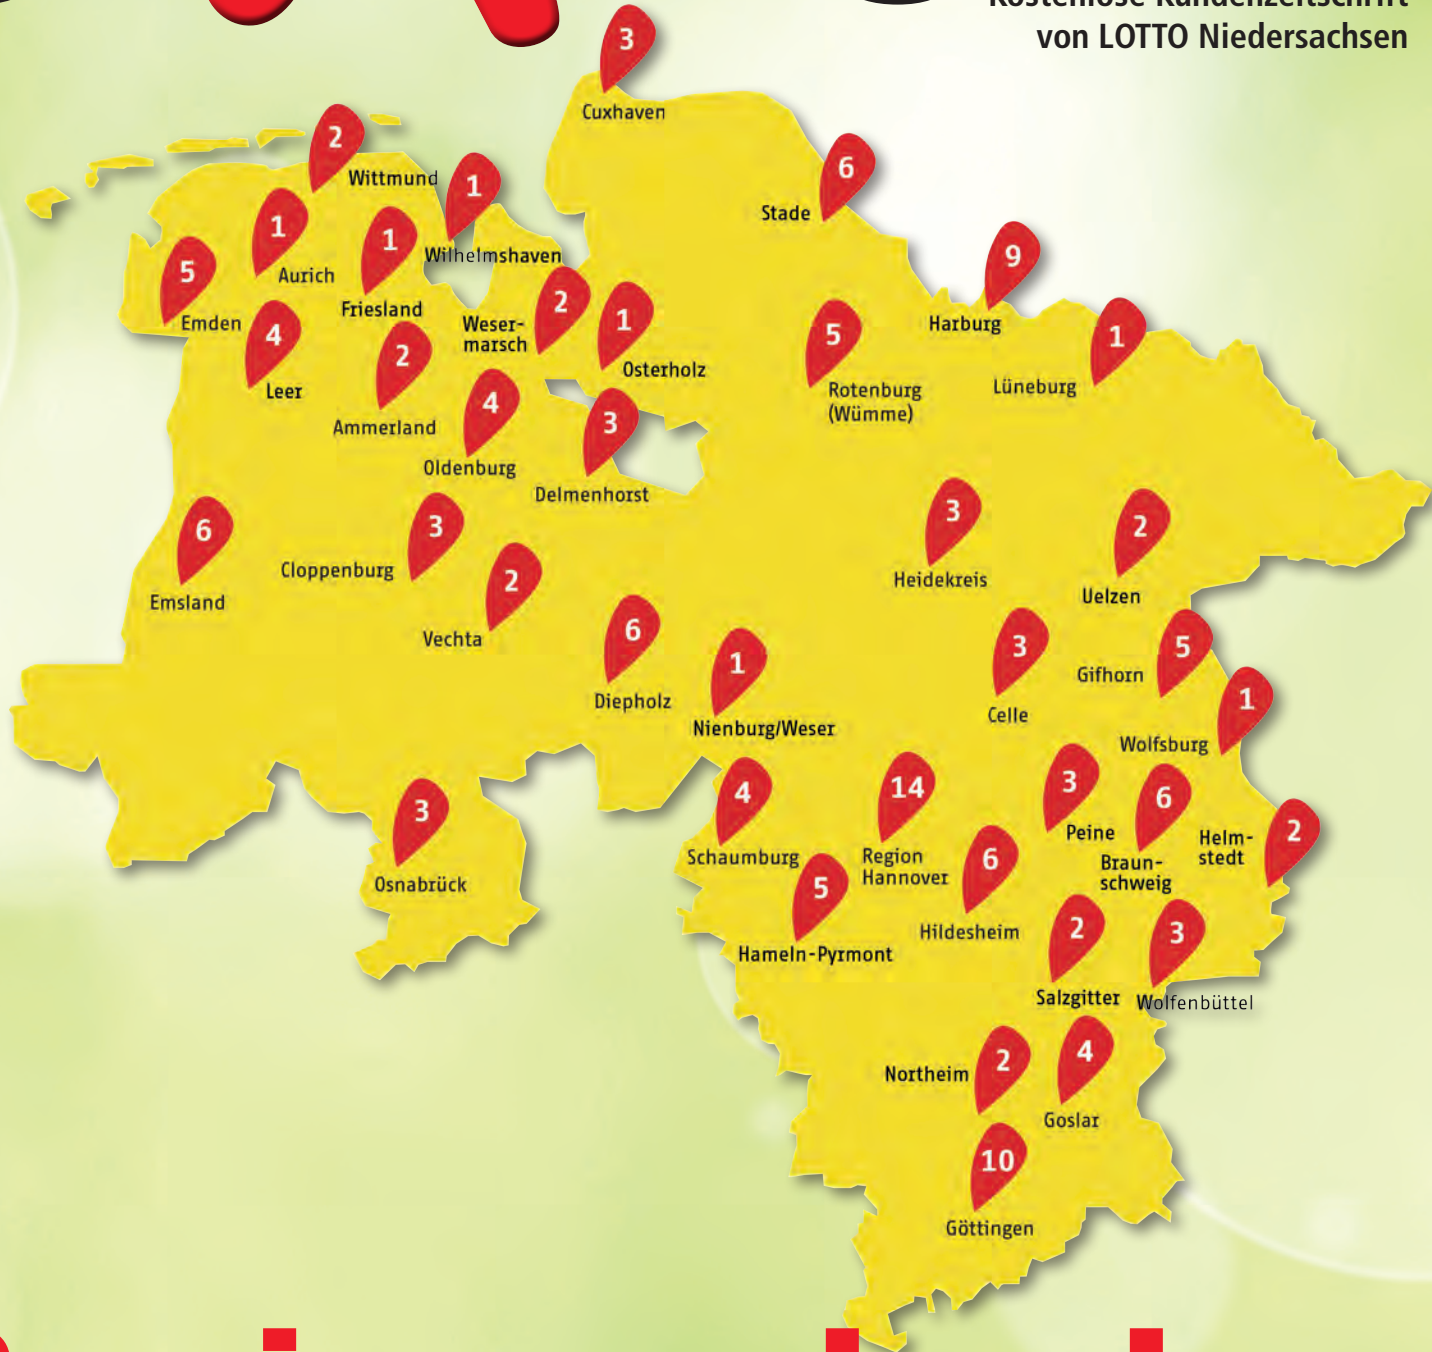 von LOTTO Niedersachsen
3
Cuxhaven
2
Wittmund
1
Wilhelmshaven
6
Stade
1
Aurich
1
Friesland
9
Harburg
5
Emden
4
Leer
2
Weser-
marsch
1
Osterholz
5
Rotenburg
(Wümme)
1
Lüneburg
2
Ammerland
4
Oldenburg
3
Delmenhorst
6
Emsland
3
Cloppenburg
2
Vechta
3
Heidekreis
2
Uelzen
6
Diepholz
1
Nienburg/Weser
3
Celle
5
Gifhorn
1
Wolfsburg
3
Osnabrück
4
Schaumburg
14
Region
Hannover
3
Peine
6
Braun-
schweig
2
Helm-
stedt
5
Hameln-Pyrmont
6
Hildesheim
2
Salzgitter
3
Wolfenbüttel
2
Northeim
4
Goslar
10
Göttingen